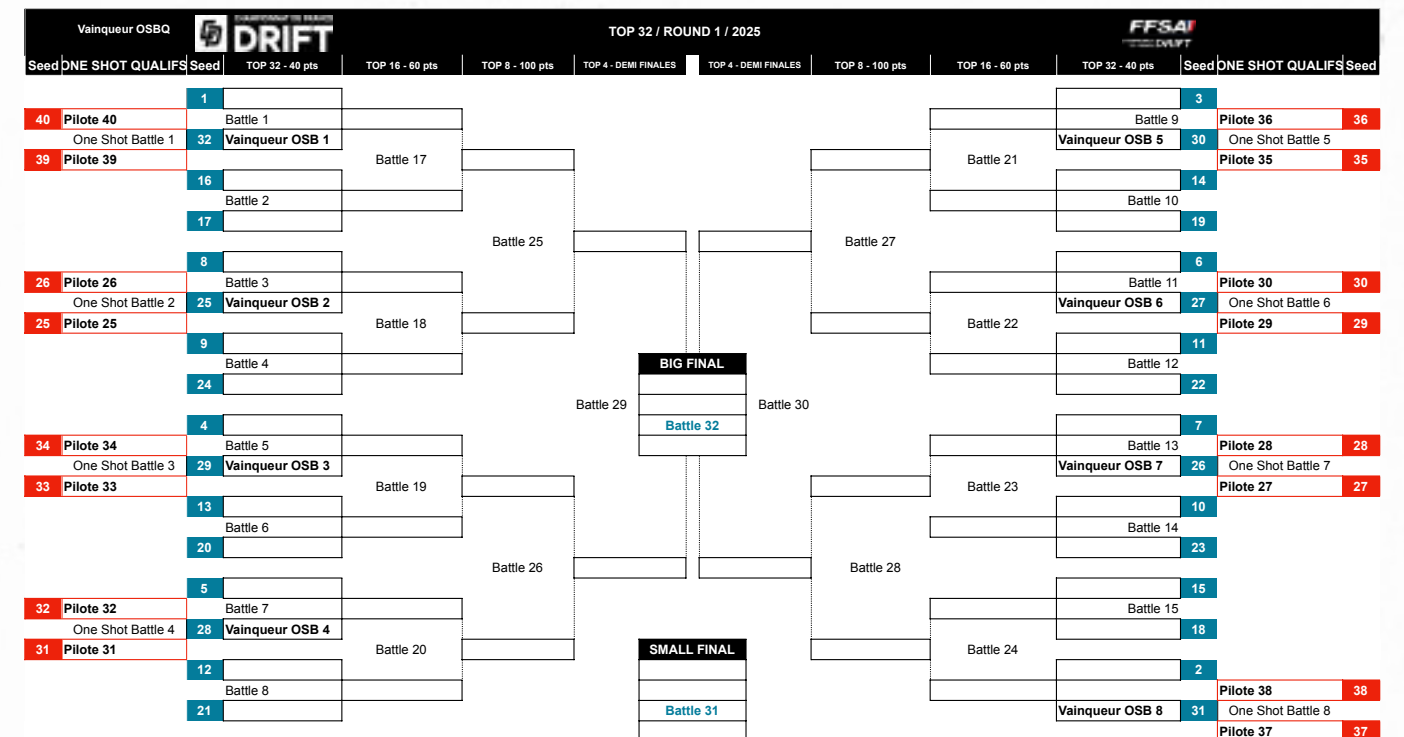 Vainqueur OSBQ
CHAMPIONNAT DE FRANCE
DRIFT
TOP 32 / ROUND 1 / 2025
FFSA
DRIFT
Seed ONE SHOT QUALIFS Seed TOP 32 - 40 pts TOP 16 - 60 pts TOP 8 - 100 pts TOP 4 - DEMI FINALES TOP 4 - DEMI FINALES TOP 8 - 100 pts TOP 16 - 60 pts TOP 32 - 40 pts Seed ONE SHOT QUALIFS Seed
1 3
40 Pilote 40 Battle 1 Battle 9 Pilote 36 36
One Shot Battle 1 32 Vainqueur OSB 1 Vainqueur OSB 5 30 One Shot Battle 5
39 Pilote 39 Battle 17 Battle 21 Pilote 35 35
16 14
Battle 2 Battle 10
17 19
Battle 25 Battle 27
8 6
26 Pilote 26 Battle 3 Battle 11 Pilote 30 30
One Shot Battle 2 25 Vainqueur OSB 2 Vainqueur OSB 6 27 One Shot Battle 6
25 Pilote 25 Battle 18 Battle 22 Pilote 29 29
9 11
Battle 4 BIG FINAL Battle 12
24 22
Battle 29 Battle 30
4 Battle 32 7
34 Pilote 34 Battle 5 Battle 13 Pilote 28 28
One Shot Battle 3 29 Vainqueur OSB 3 Vainqueur OSB 7 26 One Shot Battle 7
33 Pilote 33 Battle 19 Battle 23 Pilote 27 27
13 10
Battle 6 Battle 14
20 23
Battle 26 Battle 28
5 15
32 Pilote 32 Battle 7 Battle 15
One Shot Battle 4 28 Vainqueur OSB 4 18
31 Pilote 31 Battle 20 SMALL FINAL Battle 24
12 2
Battle 8 Pilote 38 38
21 Battle 31 Vainqueur OSB 8 31 One Shot Battle 8
Pilote 37 37